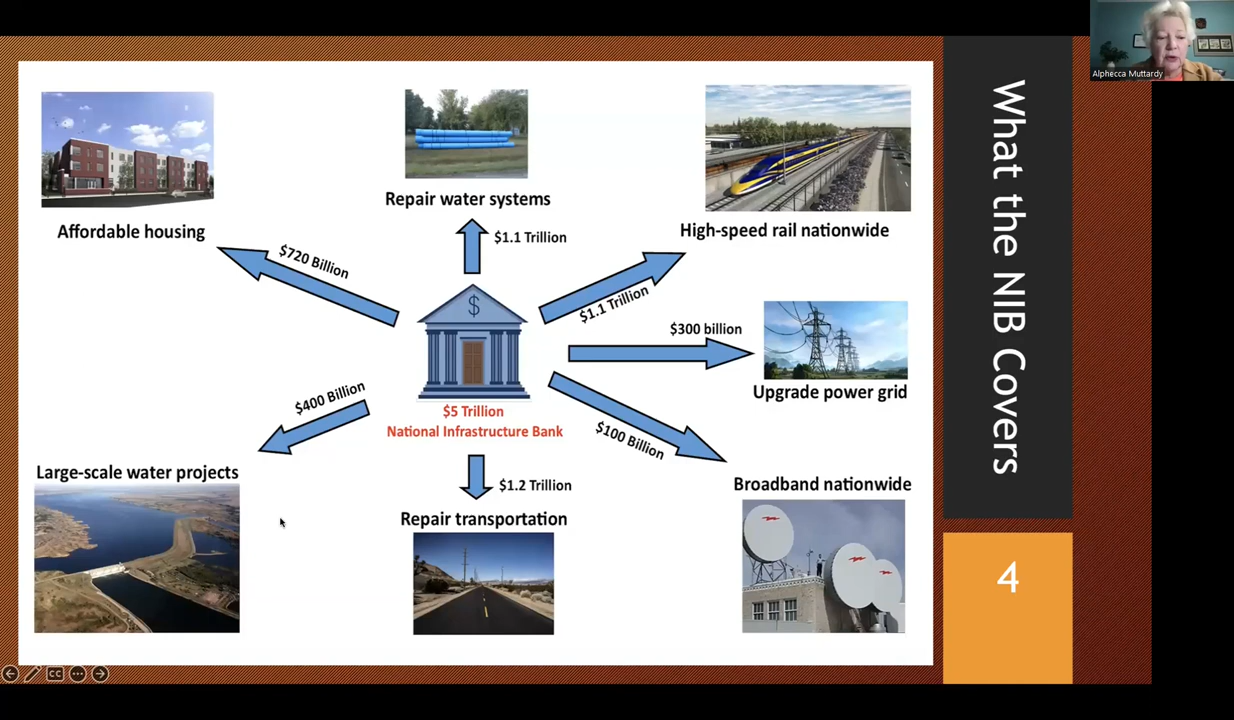 Alphecca Muttardy
What the NIB Covers
4
Affordable housing
$720 Billion
Repair water systems
$1.1 Trillion
High-speed rail nationwide
$1.1 Trillion
$300 billion
Upgrade power grid
$
$5 Trillion
National Infrastructure Bank
$400 Billion
Large-scale water projects
$1.2 Trillion
Repair transportation
$100 Billion
Broadband nationwide
CC